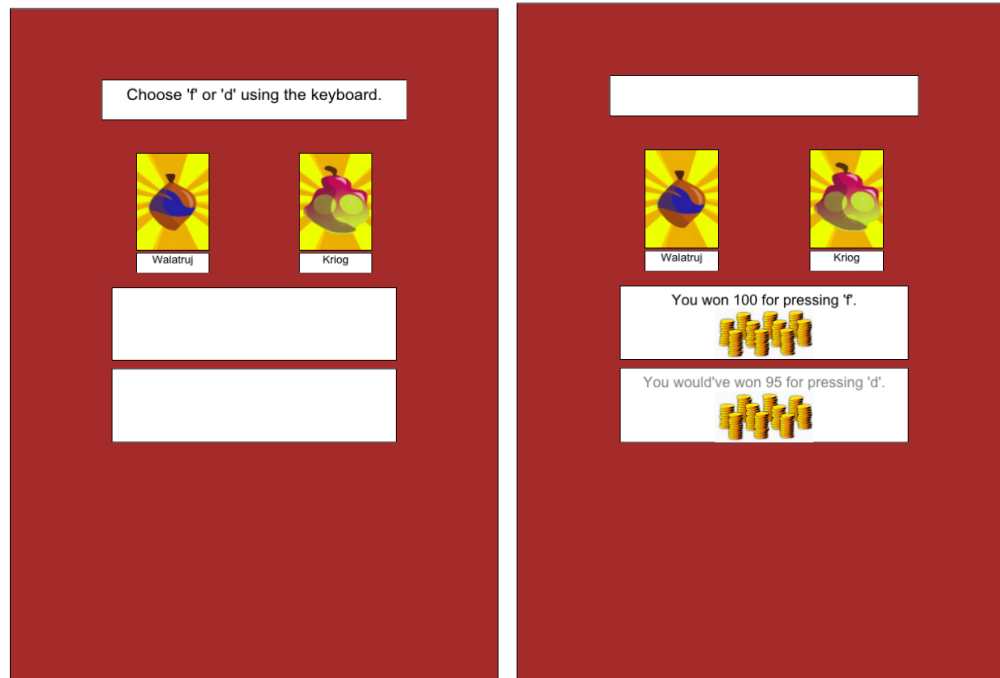 Choose 'f' or 'd' using the keyboard.
Walatruj
Kriog
Walatruj
Kriog
You won 100 for pressing 'f'.
You would've won 95 for pressing 'd'.